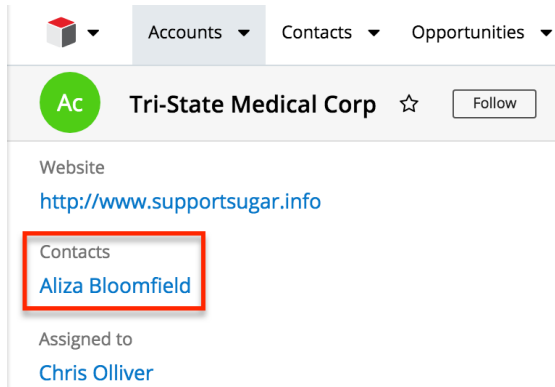 Accounts Contacts Opportunities
Ac Tri-State Medical Corp Follow
Website
http://www.supportsugar.info
Contacts
Aliza Bloomfield
Assigned to
Chris Olliver